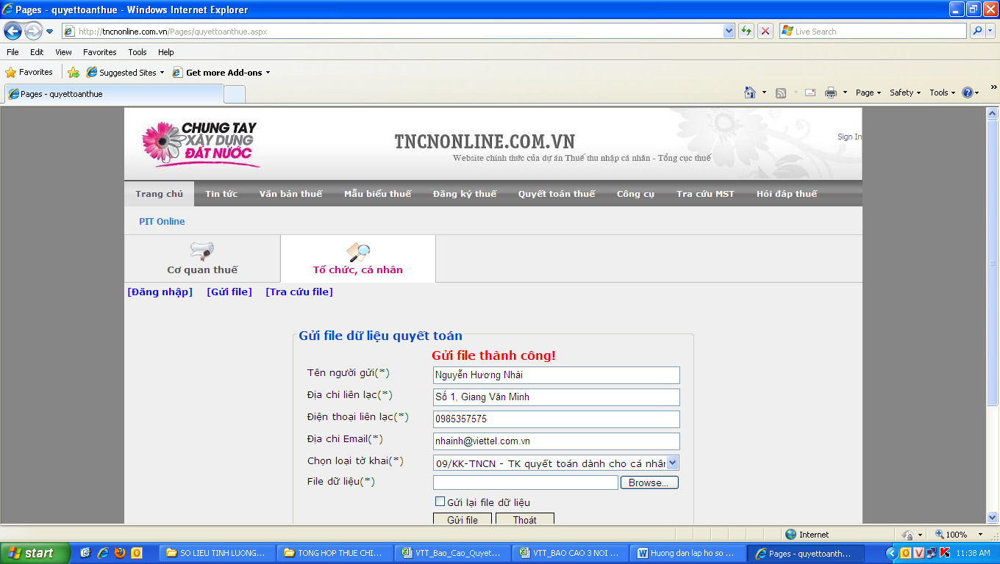 Pages - quyettoanthue - Windows Internet Explorer
http://tncnonline.com.vn/Pages/quyettoanthue.aspx
Live Search
File Edit View Favorites Tools Help
Favorites Suggested Sites Get more Add-ons
Pages - quyettoanthue
Page Safety Tools
CHUNG TAY
XÂY DỰNG
ĐẤT NƯỚC
TNCNONLINE.COM.VN
Website chính thức của dự án Thuế thu nhập cá nhân - Tổng cục thuế
Sign In
Trang chủ Tin tức Văn bản thuế Mẫu biểu thuế Đăng ký thuế Quyết toán thuế Công cụ Tra cứu MST Hỏi đáp thuế
PIT Online
Cơ quan thuế Tổ chức, cá nhân
[Đăng nhập] [Gửi file] [Tra cứu file]
Gửi file dữ liệu quyết toán
Gửi file thành công!
Tên người gửi(*) Nguyễn Hương Nhài
Địa chỉ liên lạc(*) Số 1, Giang Văn Minh
Điện thoại liên lạc(*) 0985357575
Địa chỉ Email(*) nhainh@viettel.com.vn
Chọn loại tờ khai(*) 09/KK-TNCN - TK quyết toán dành cho cá nhân
File dữ liệu(*) Browse...
Gửi lại file dữ liệu
Gửi file Thoát
Internet 100%
start SO LIEU TINH LUONG... TONG HOP THUE CHI... VTT_Bao_Cao_Quyet... VTT_BAO CAO 3 NOI ... Huong dan lap ho so ... Pages - quyettoanth... 11:38 AM